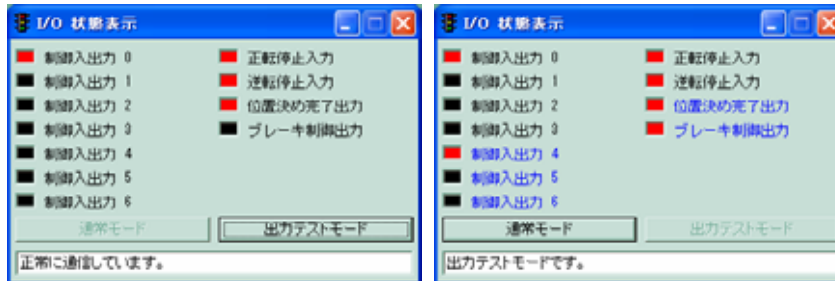 I/O 状態表示
制御入出力 0
制御入出力 1
制御入出力 2
制御入出力 3
制御入出力 4
制御入出力 5
制御入出力 6
正転停止入力
逆転停止入力
位置決め完了出力
ブレーキ制御出力
通常モード
出力テストモード
正常に通信しています。
I/O 状態表示
制御入出力 0
制御入出力 1
制御入出力 2
制御入出力 3
制御入出力 4
制御入出力 5
制御入出力 6
正転停止入力
逆転停止入力
位置決め完了出力
ブレーキ制御出力
通常モード
出力テストモード
出力テストモードです。